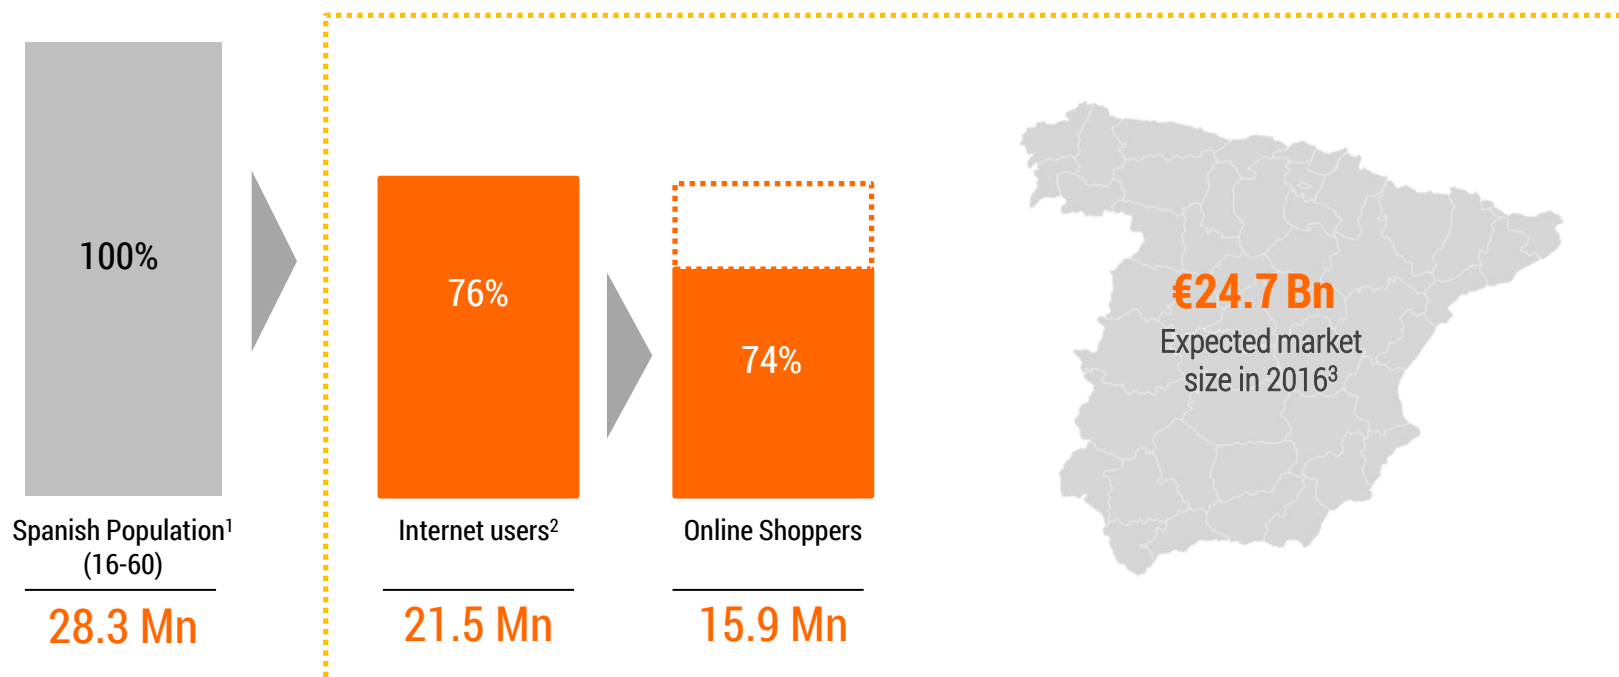 100%
Spanish Population¹
(16-60)
28.3 Mn
76%
Internet users²
21.5 Mn
74%
Online Shoppers
15.9 Mn
€24.7 Bn
Expected market
size in 2016³